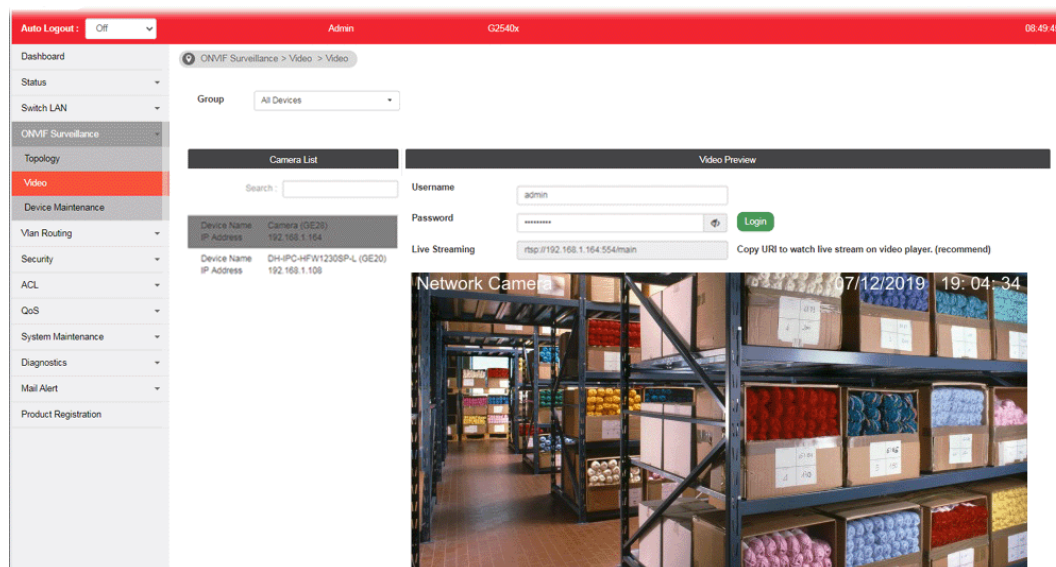 Auto Logout : Off Admin G2540x 08:49:4
Dashboard
Status
Switch LAN
ONVIF Surveillance
Topology
Video
Device Maintenance
Vlan Routing
Security
ACL
QoS
System Maintenance
Diagnostics
Mail Alert
Product Registration
ONVIF Surveillance > Video > Video
Group All Devices
Camera List
Search :
Device Name Camera (GE28)
IP Address 192.168.1.164
Device Name DH-IPC-HFW1230SP-L (GE20)
IP Address 192.168.1.108
Video Preview
Username admin
Password ••••••••• Login
Live Streaming rtsp://192.168.1.164:554/main Copy URI to watch live stream on video player. (recommend)
Network Camera 07/12/2019 19: 04: 34